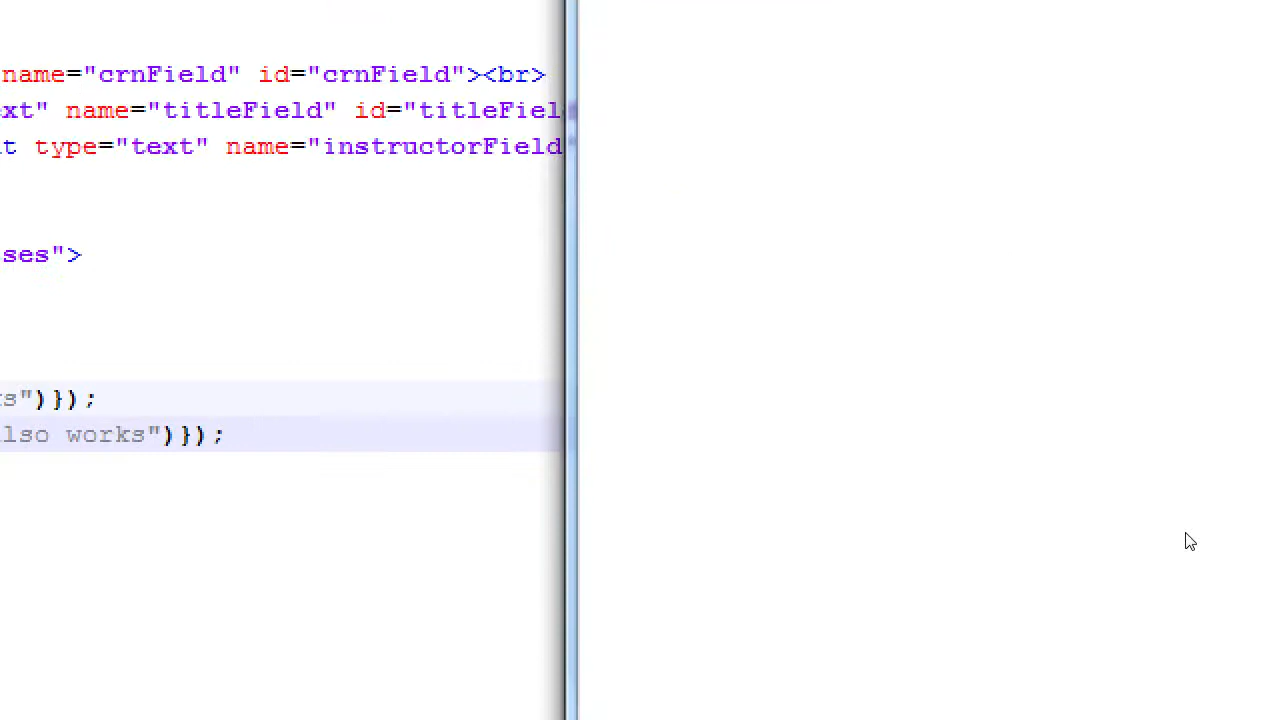 name="crnField" id="crnField"><br>
xt" name="titleField" id="titleFiel
t type="text" name="instructorField
ses">
s")});
lso works")});